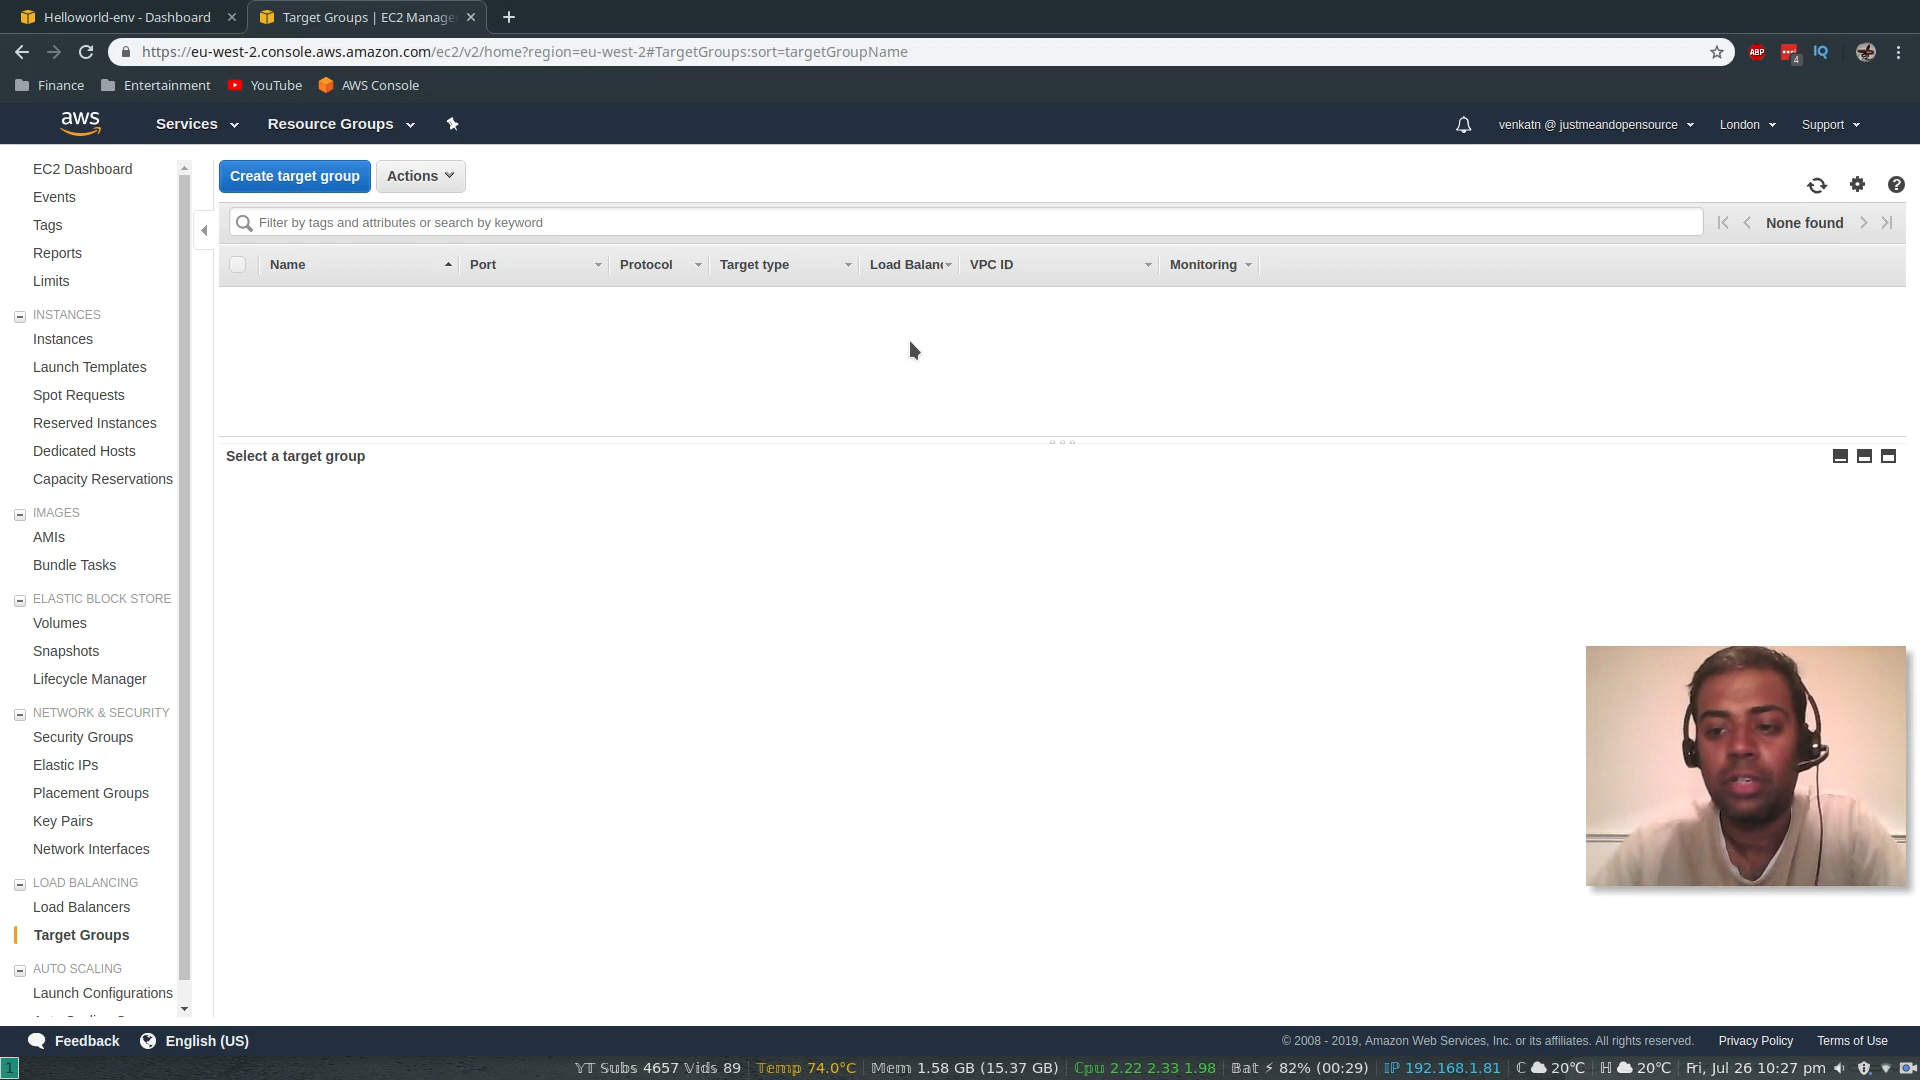 Helloworld-env - Dashboard
Target Groups | EC2 Manage
https://eu-west-2.console.aws.amazon.com/ec2/v2/home?region=eu-west-2#TargetGroups:sort=targetGroupName
ABP
4
IQ
Finance
Entertainment
YouTube
AWS Console
aws
Services
Resource Groups
venkatn @ justmeandopensource
London
Support
EC2 Dashboard
Events
Tags
Reports
Limits
INSTANCES
Instances
Launch Templates
Spot Requests
Reserved Instances
Dedicated Hosts
Capacity Reservations
IMAGES
AMIs
Bundle Tasks
ELASTIC BLOCK STORE
Volumes
Snapshots
Lifecycle Manager
NETWORK & SECURITY
Security Groups
Elastic IPs
Placement Groups
Key Pairs
Network Interfaces
LOAD BALANCING
Load Balancers
Target Groups
AUTO SCALING
Launch Configurations
Create target group
Actions
Filter by tags and attributes or search by keyword
None found
Name
Port
Protocol
Target type
Load Balanc
VPC ID
Monitoring
Select a target group
Feedback
English (US)
© 2008 - 2019, Amazon Web Services, Inc. or its affiliates. All rights reserved.
Privacy Policy
Terms of Use
1
YT Subs 4657 Vids 89
Temp 74.0°C
Mem 1.58 GB (15.37 GB)
Cpu 2.22 2.33 1.98
Bat ⚡ 82% (00:29)
IP 192.168.1.81
C ☁ 20°C
H ☁ 20°C
Fri, Jul 26 10:27 pm